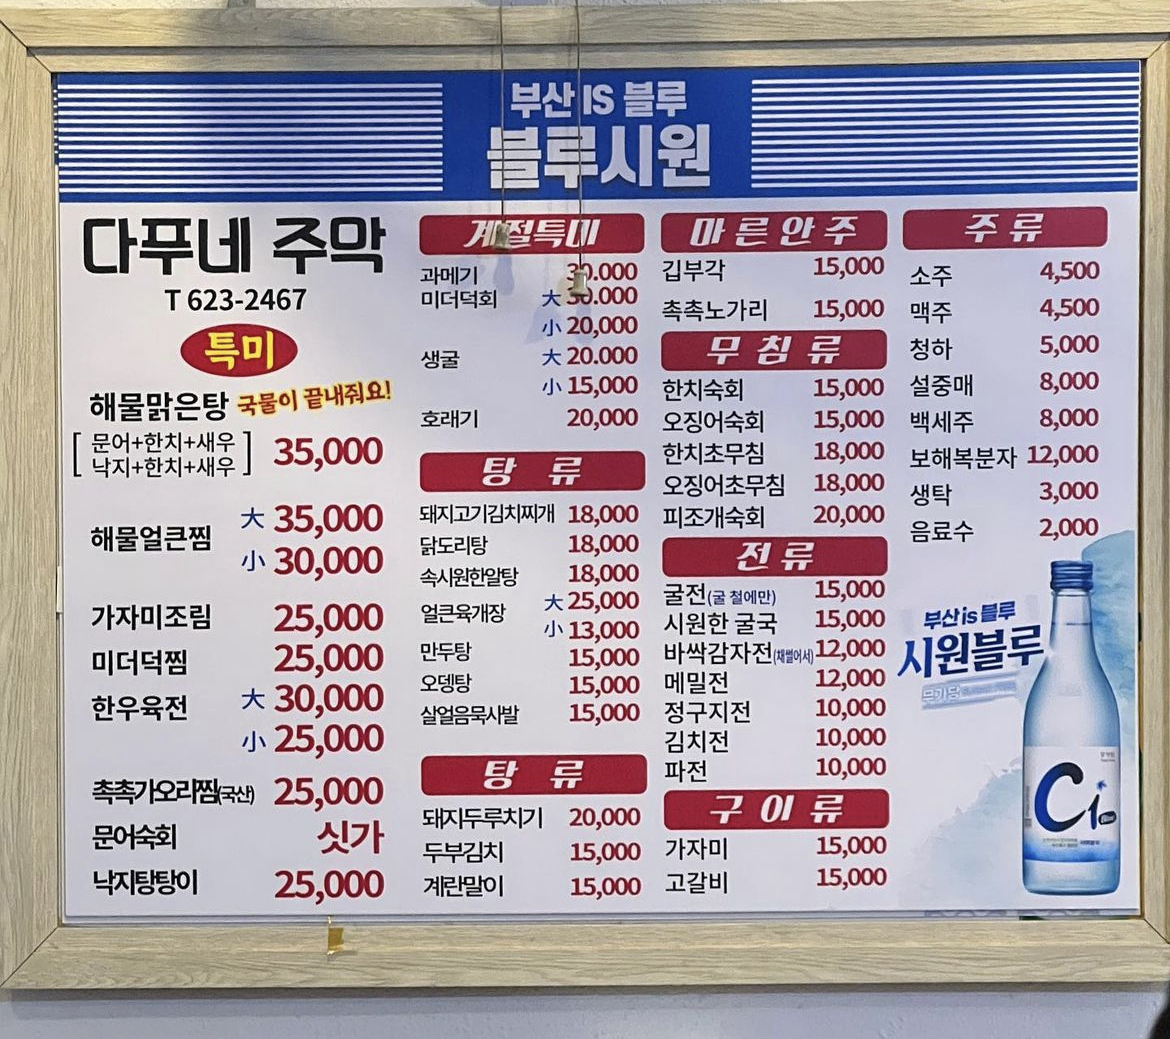 부산 IS 블루
블루시원
다푸네 주막
T 623-2467
특미
해물맑은탕 국물이 끝내줘요!
[문어+한치+새우
낙지+한치+새우] 35,000
해물얼큰찜 大 35,000
小 30,000
가자미조림 25,000
미더덕찜 25,000
한우육전 大 30,000
小 25,000
촉촉가오리찜(국산) 25,000
문어숙회 싯가
낙지탕탕이 25,000
계절특미
과메기 30.000
미더덕회 大 30.000
小 20,000
생굴 大 20.000
小 15,000
호래기 20,000
탕 류
돼지고기김치찌개 18,000
닭도리탕 18,000
속시원한알탕 18,000
얼큰육개장 大 25,000
小 13,000
만두탕 15,000
오뎅탕 15,000
살얼음묵사발 15,000
탕 류
돼지두루치기 20,000
두부김치 15,000
계란말이 15,000
마른안주
김부각 15,000
촉촉노가리 15,000
무침류
한치숙회 15,000
오징어숙회 15,000
한치초무침 18,000
오징어초무침 18,000
피조개숙회 20,000
전류
굴전(굴 철에만) 15,000
시원한 굴국 15,000
바싹감자전(채썰어서) 12,000
메밀전 12,000
정구지전 10,000
김치전 10,000
파전 10,000
구이류
가자미 15,000
고갈비 15,000
주류
소주 4,500
맥주 4,500
청하 5,000
설중매 8,000
백세주 8,000
보해복분자 12,000
생탁 3,000
음료수 2,000
부산 is 블루
시원블루
무가당
C1
Blue